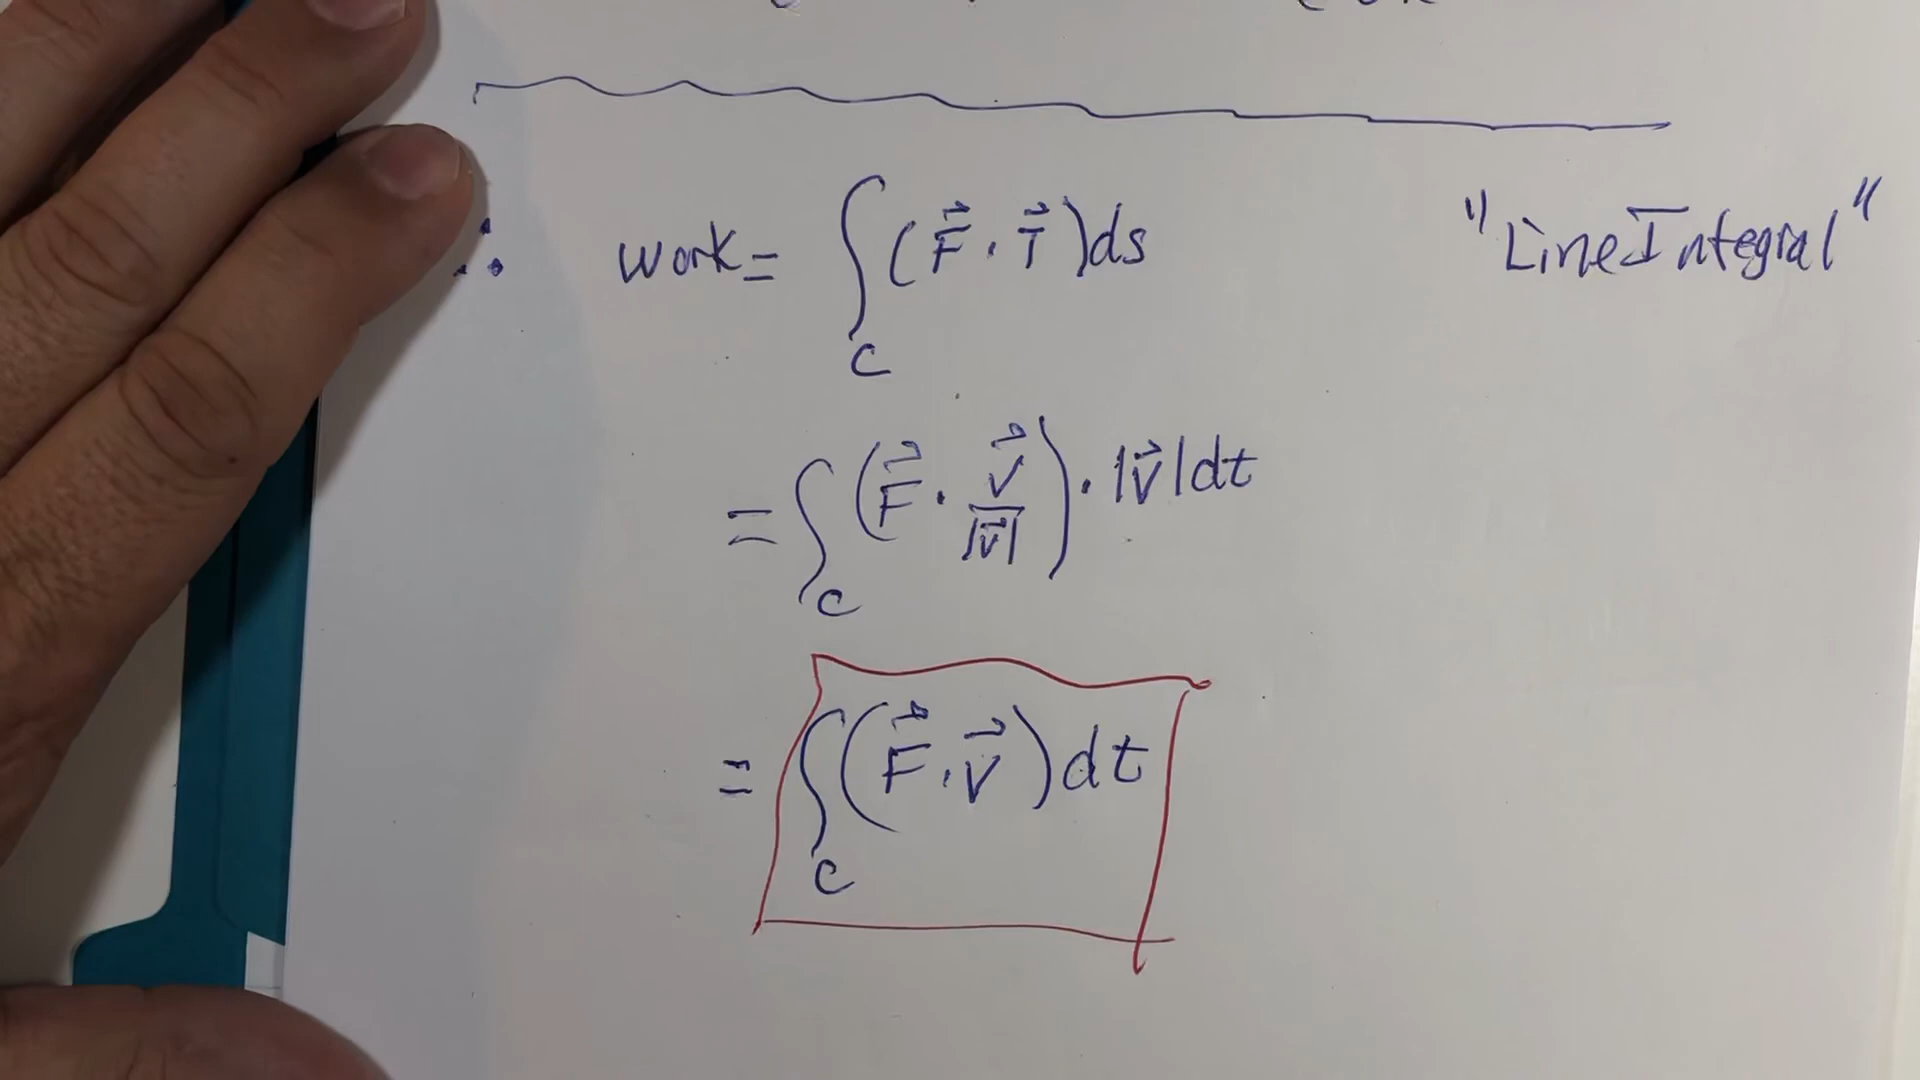 ∴ work = ∫_C (F⃗ · T⃗) ds "Line Integral"
= ∫_C (F⃗ · v⃗/|v⃗|) · |v⃗| dt
= ∫_C (F⃗ · v⃗) dt